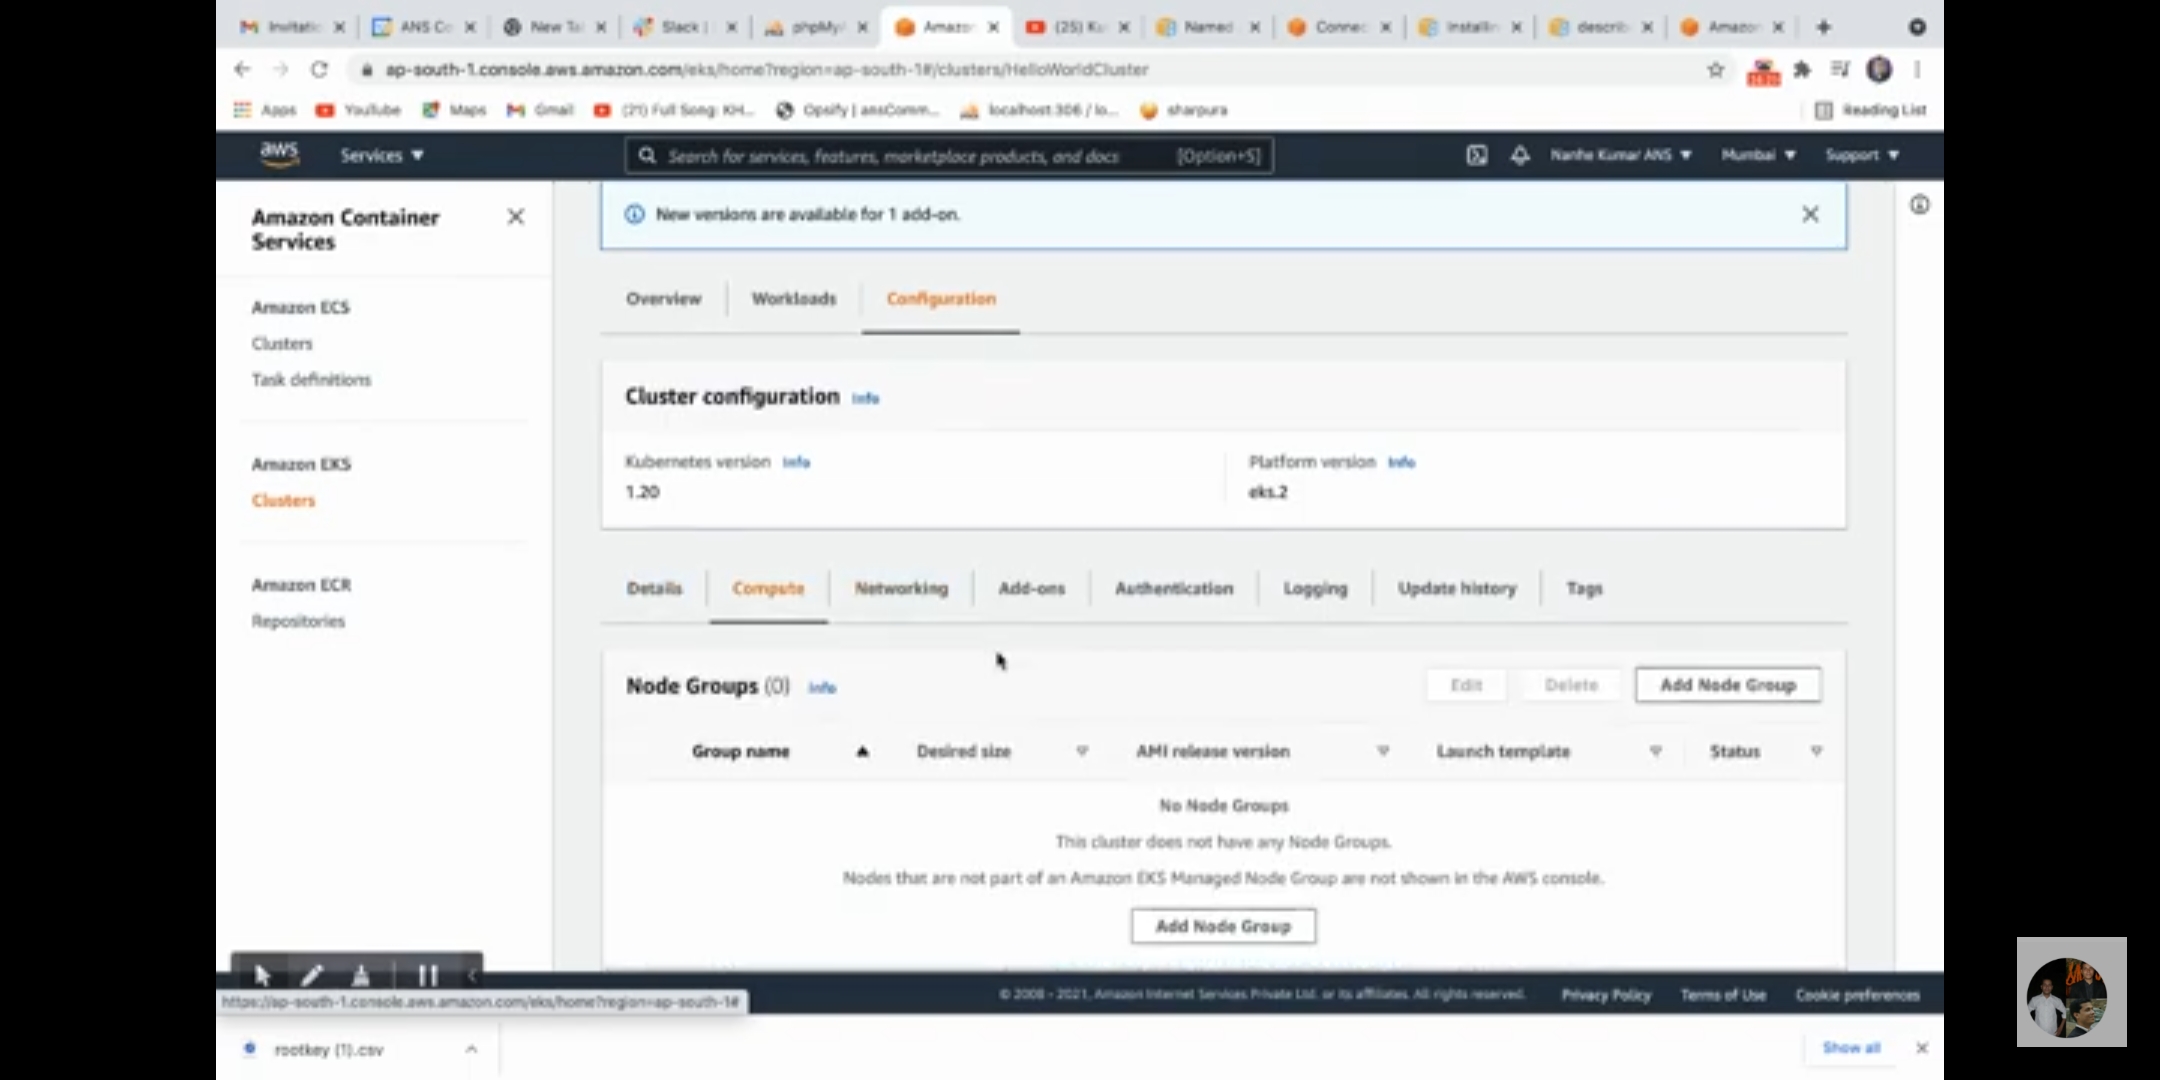 Invitatic
ANS Co
New Ta
Slack |
phpMy
Amazo
(25) Ku
Named
Connec
Installin
describ
Amazo
ap-south-1.console.aws.amazon.com/eks/home?region=ap-south-1#/clusters/HelloWorldCluster
Apps
YouTube
Maps
Gmail
(21) Full Song: KH...
Opsify | ansComm...
localhost:306 / lo...
sharpura
Reading List
aws
Services
Search for services, features, marketplace products, and docs
[Option+S]
Nanhe Kumar ANS
Mumbai
Support
Amazon Container
Services
Amazon ECS
Clusters
Task definitions
Amazon EKS
Clusters
Amazon ECR
Repositories
New versions are available for 1 add-on.
Overview
Workloads
Configuration
Cluster configuration Info
Kubernetes version Info
1.20
Platform version Info
eks.2
Details
Compute
Networking
Add-ons
Authentication
Logging
Update history
Tags
Node Groups (0) Info
Edit
Delete
Add Node Group
Group name
Desired size
AMI release version
Launch template
Status
No Node Groups
This cluster does not have any Node Groups.
Nodes that are not part of an Amazon EKS Managed Node Group are not shown in the AWS console.
Add Node Group
© 2008 - 2021, Amazon Internet Services Private Ltd. or its affiliates. All rights reserved.
Privacy Policy
Terms of Use
Cookie preferences
https://ap-south-1.console.aws.amazon.com/eks/home?region=ap-south-1#
rootkey (1).csv
Show all